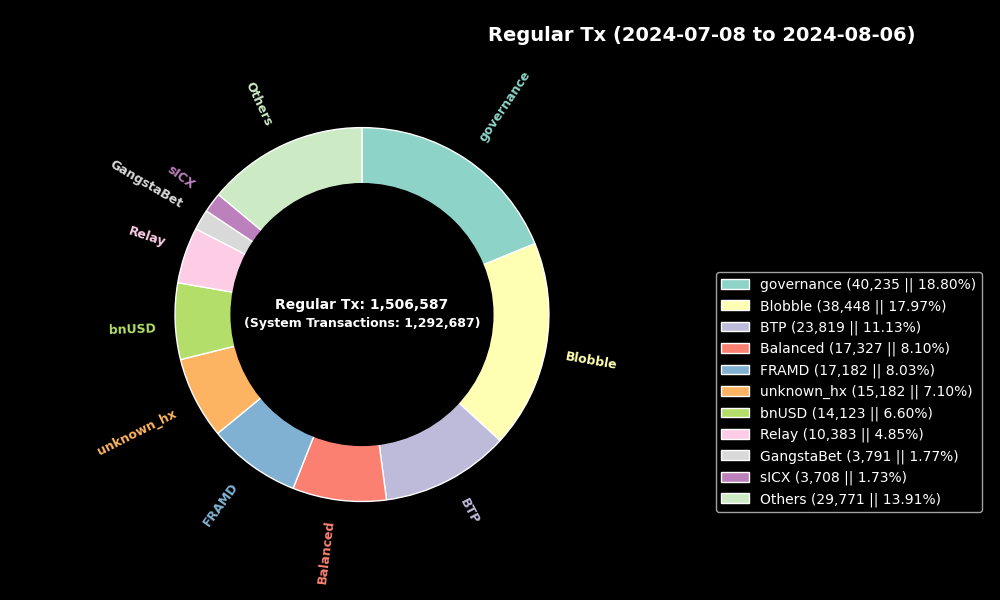 Regular Tx (2024-07-08 to 2024-08-06)
governance
Others
sICX
GangstaBet
Relay
bnUSD
unknown_hx
FRAMD
Balanced
BTP
Blobble
Regular Tx: 1,506,587
(System Transactions: 1,292,687)
governance (40,235 || 18.80%)
Blobble (38,448 || 17.97%)
BTP (23,819 || 11.13%)
Balanced (17,327 || 8.10%)
FRAMD (17,182 || 8.03%)
unknown_hx (15,182 || 7.10%)
bnUSD (14,123 || 6.60%)
Relay (10,383 || 4.85%)
GangstaBet (3,791 || 1.77%)
sICX (3,708 || 1.73%)
Others (29,771 || 13.91%)